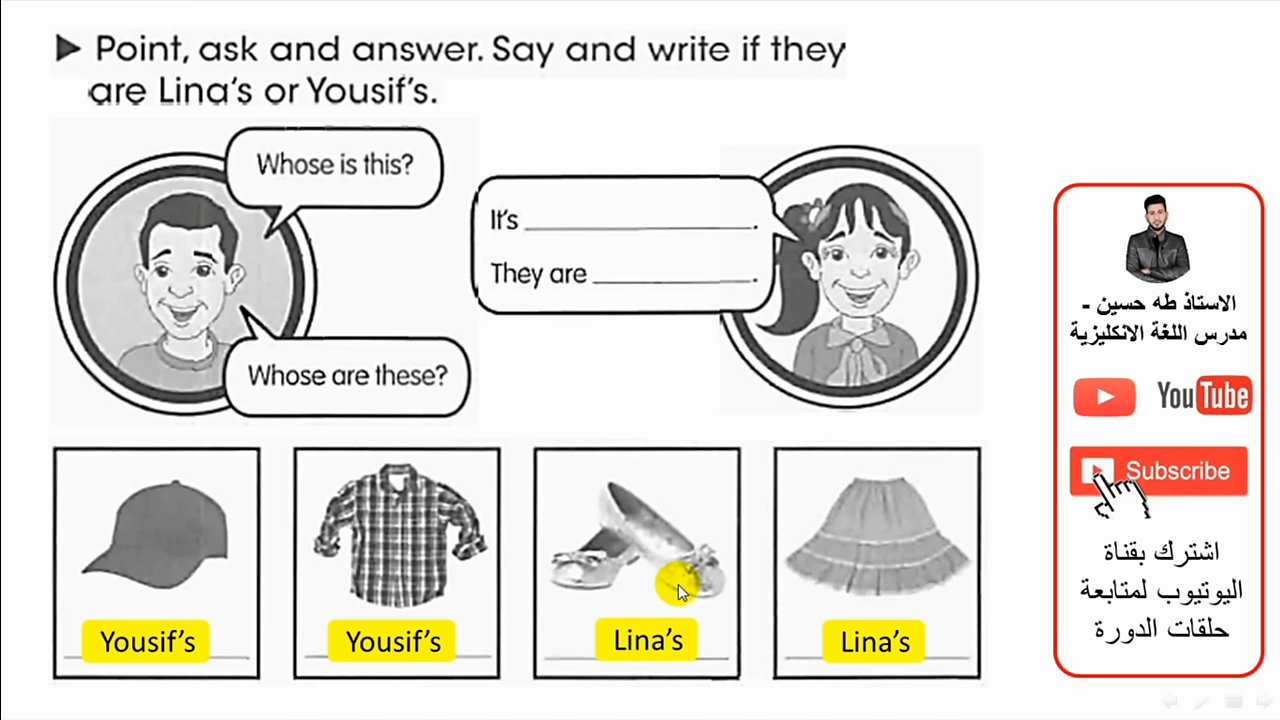 Point, ask and answer. Say and write if they
are Lina's or Yousif's.
Whose is this?
It's ____________________.
They are ______________.
Whose are these?
Yousif's
Yousif's
Lina's
Lina's
الاستاذ طه حسين -
مدرس اللغة الانكليزية
YouTube
Subscribe
اشترك بقناة
اليوتيوب لمتابعة
حلقات الدورة